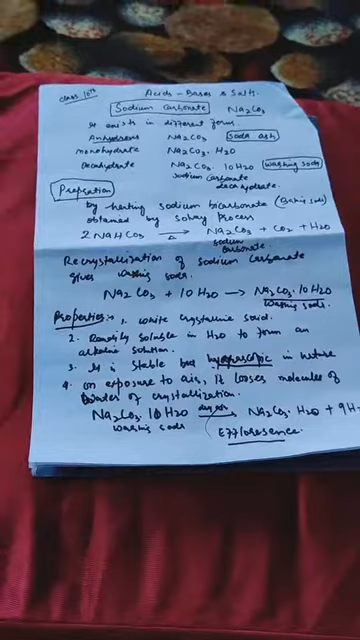 class 10th
Acids - Bases & Salt.
Sodium carbonate Na2CO3
It exists in different forms.
Anhydrous Na2CO3 Soda ash
monohydrate Na2CO3. H2O
Decahydrate Na2CO3. 10H2O Washing soda
Sodium carbonate
decahydrate.
Prepration
by heating sodium bicarbonate (Baking soda)
obtained by solvay process
2NaHCO3 → Δ Na2CO3 + CO2 + H2O
sodium
carbonate.
Recrystallization of Sodium Carbonate
gives washing soda.
Na2CO3 + 10H2O → Na2CO3.10H2O
Washing soda.
Properties:- 1. White crystalline solid.
2. Readily soluble in H2O to form an
alkaline solution.
3. It is stable but hygroscopic in nature
4. on exposure to air, it looses molecules of
water of crystallization.
Na2CO3.10H2O → Na2CO3. H2O + 9H
washing soda
Efflorescence.